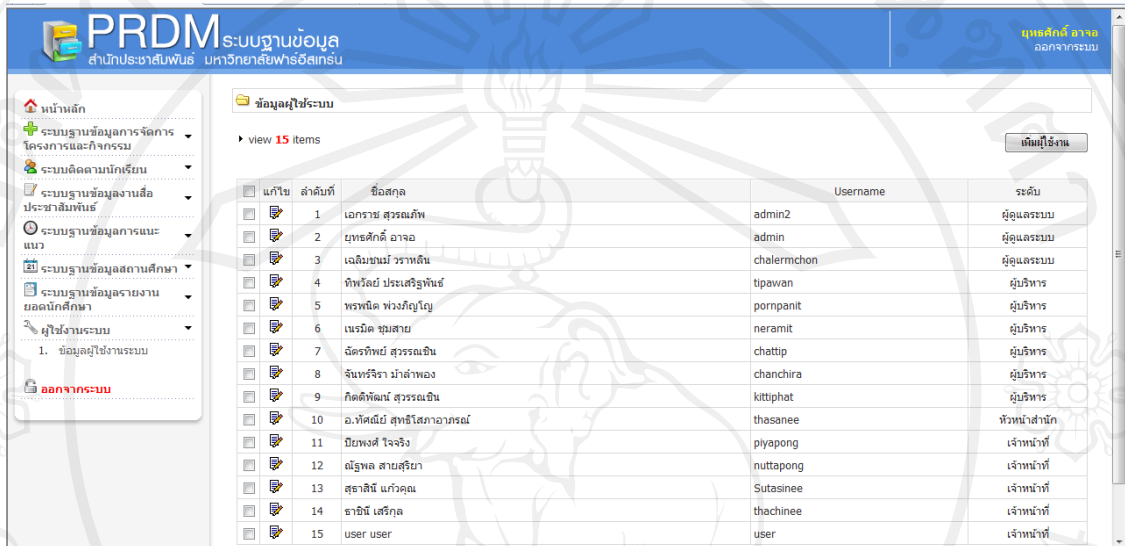 PRDM ระบบฐานข้อมูล
สำนักประชาสัมพันธ์ มหาวิทยาลัยฟาร์อีสเทร่น
ยุทธศักดิ์ อาจอ
ออกจากระบบ
หน้าหลัก
ระบบฐานข้อมูลการจัดการ
โครงการและกิจกรรม
ระบบติดตามนักเรียน
ระบบฐานข้อมูลงานสื่อ
ประชาสัมพันธ์
ระบบฐานข้อมูลการแนะ
แนว
ระบบฐานข้อมูลสถานศึกษา
ระบบฐานข้อมูลรายงาน
ยอดนักศึกษา
ผู้ใช้งานระบบ
1. ข้อมูลผู้ใช้งานระบบ
ออกจากระบบ
ข้อมูลผู้ใช้ระบบ
view 15 items
เพิ่มผู้ใช้งาน
แก้ไข ลำดับที่ ชื่อสกุล Username ระดับ
1 เอกราช สุวรณภัพ admin2 ผู้ดูแลระบบ
2 ยุทธศักดิ์ อาจอ admin ผู้ดูแลระบบ
3 เฉลิมชนม์ วราหลิน chalermchon ผู้ดูแลระบบ
4 ทิพวัลย์ ประเสริฐพันธ์ tipawan ผู้บริหาร
5 พรพนิต พ่วงภิญโญ pornpanit ผู้บริหาร
6 เนรมิต ชุมสาย neramit ผู้บริหาร
7 ฉัตรทิพย์ สุวรรณชิน chattip ผู้บริหาร
8 จันทร์จิรา ม้าลำพอง chanchira ผู้บริหาร
9 กิตติพัฒน์ สุวรรณชิน kittiphat ผู้บริหาร
10 อ.ทัศณีย์ สุทธิโสภาอาภรณ์ thasanee หัวหน้าสำนัก
11 ปิยพงศ์ ใจจริง piyapong เจ้าหน้าที่
12 ณัฐพล สายสุริยา nuttapong เจ้าหน้าที่
13 สุธาสินี แก้วคุณ Sutasinee เจ้าหน้าที่
14 ธาชินี เสรีกุล thachinee เจ้าหน้าที่
15 user user user เจ้าหน้าที่